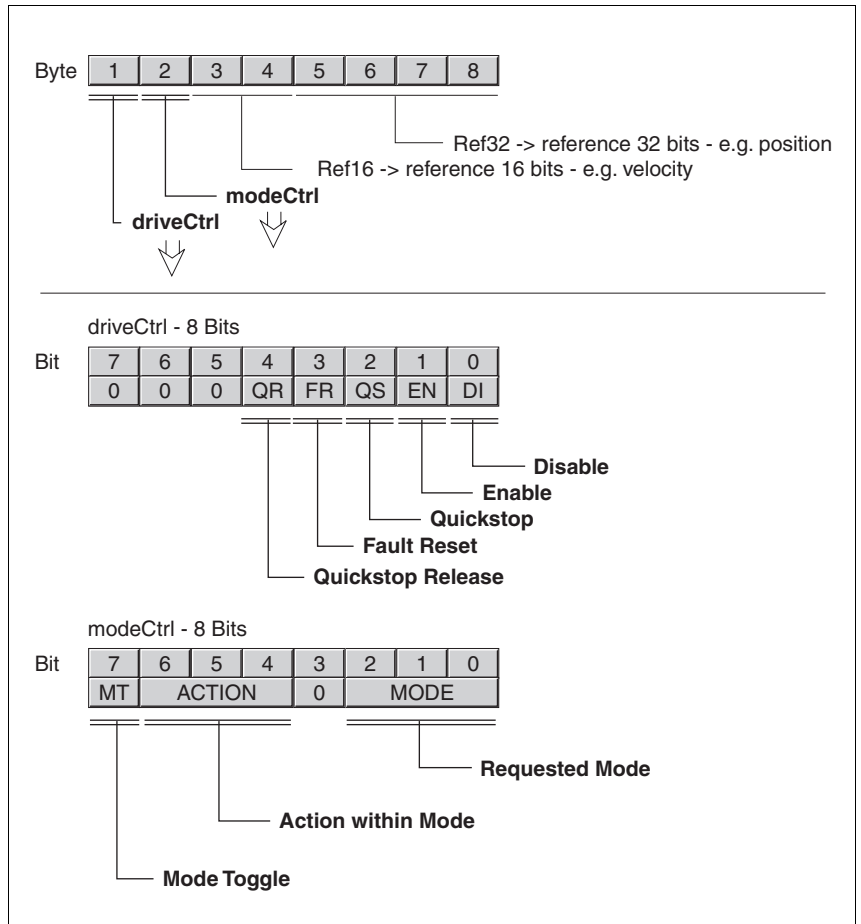 Byte 1 2 3 4 5 6 7 8
Ref32 -> reference 32 bits - e.g. position
Ref16 -> reference 16 bits - e.g. velocity
modeCtrl
driveCtrl
driveCtrl - 8 Bits
Bit 7 6 5 4 3 2 1 0
0 0 0 QR FR QS EN DI
Disable
Enable
Quickstop
Fault Reset
Quickstop Release
modeCtrl - 8 Bits
Bit 7 6 5 4 3 2 1 0
MT ACTION 0 MODE
Requested Mode
Action within Mode
Mode Toggle